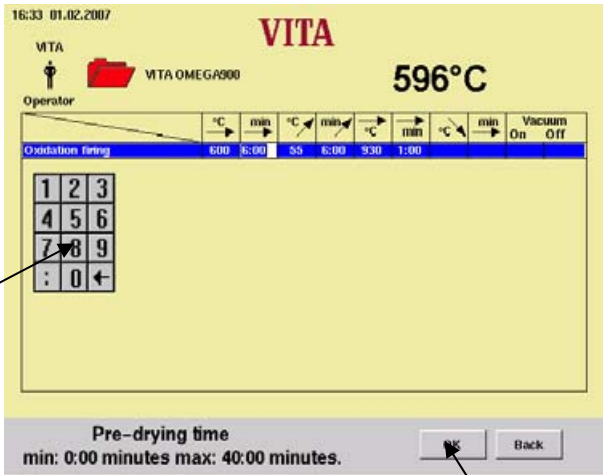 16:33 01.02.2007
VITA
VITA
VITA OMEGA900
596°C
Operator
°C min °C min °C min °C min Vacuum
On Off
Oxidation firing 600 6:00 55 6:00 930 1:00
1 2 3
4 5 6
7 8 9
: 0 ←
Pre-drying time
min: 0:00 minutes max: 40:00 minutes.
OK Back